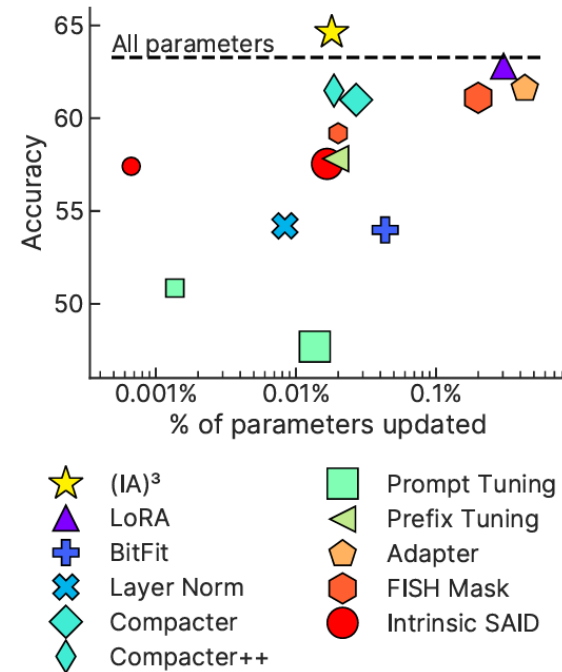 65
All parameters
60
55
50
Accuracy
0.001% 0.01% 0.1%
% of parameters updated
(IA)³
LoRA
BitFit
Layer Norm
Compacter
Compacter++
Prompt Tuning
Prefix Tuning
Adapter
FISH Mask
Intrinsic SAID